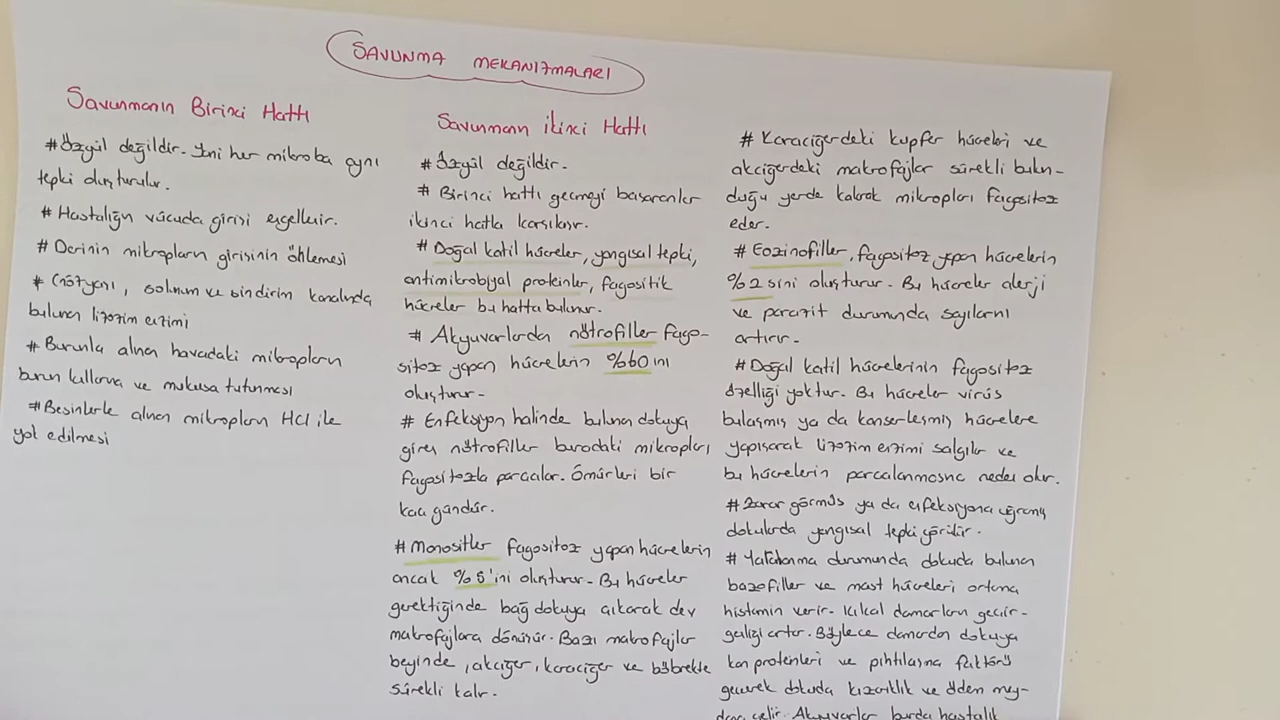 SAVUNMA MEKANIZMALARI
Savunmanın Birinci Hattı
# Özgül değildir. Yani her mikroba aynı
tepki oluşturulur.
# Hastalığın vücuda girişi engellenir.
# Derinin mikropların girişinin önlemesi
# Gözyaşı, solunum ve sindirim kanalında
bulunan lizozim enzimi
# Burunla alınan havadaki mikropların
burun kıllarına ve mukusa tutunması
# Besinlerle alınan mikropların HCl ile
yok edilmesi
Savunmanın ikinci Hattı
# Özgül değildir.
# Birinci hattı geçmeyi başaranlar
ikinci hatla karşılaşır.
# Doğal katil hücreler, yangısal tepki,
antimikrobiyal proteinler, fagositik
hücreler bu hatta bulunur.
# Akyuvarlarda nötrofiller fago-
sitoz yapan hücrelerin %60 ını
oluşturur.
# Enfeksiyon halinde bulunan dokuya
giren nötrofiller buradaki mikropları
fagositozla parçalar. Ömürleri bir
kaç gündür.
# Monositler fagositoz yapan hücrelerin
ancak %5'ini oluşturur. Bu hücreler
gerektiğinde bağ dokuya çıkarak dev
makrofajlara dönüşür. Bazı makrofajlar
beyinde, akciğer, karaciğer ve böbrekte
sürekli kalır.
# Karaciğerdeki kupfer hücreleri ve
akciğerdeki makrofajlar sürekli bulun-
duğu yerde kalarak mikropları fagositoz
eder.
# Eozinofiller, fagositoz yapan hücrelerin
%2 sini oluşturur. Bu hücreler alerji
ve parazit durumunda sayılarını
artırır.
# Doğal katil hücrelerinin fagositoz
özelliği yoktur. Bu hücreler virüs
bulaşmış ya da kanserleşmiş hücrelere
yapışarak lizozim enzimi salgılar ve
bu hücrelerin parçalanmasına neden olur.
# Zarar görmüş ya da enfeksiyona uğramış
dokularda yangısal tepki görülür.
# Yaralanma durumunda dokuda bulunan
bazofiller ve mast hücreleri ortama
histamin verir. Kılcal damarların geçir-
genliği artar. Böylece damardan dokuya
kan proteinleri ve pıhtılaşma faktörü
geçerek dokuda kızarıklık ve ödem mey-
dana gelir. Akyuvarlar burda hastalık